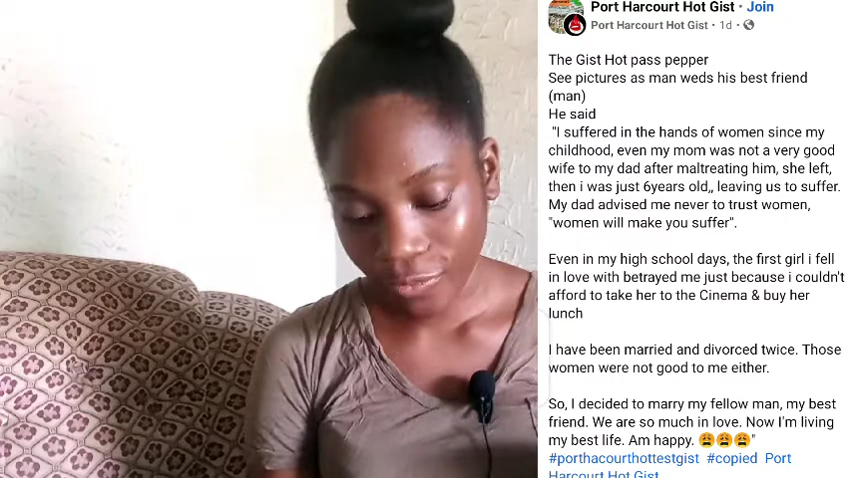 Port Harcourt Hot Gist · Join
Port Harcourt Hot Gist · 1d ·
The Gist Hot pass pepper
See pictures as man weds his best friend
(man)
He said
"I suffered in the hands of women since my
childhood, even my mom was not a very good
wife to my dad after maltreating him, she left,
then i was just 6years old,, leaving us to suffer.
My dad advised me never to trust women,
"women will make you suffer".
Even in my high school days, the first girl i fell
in love with betrayed me just because i couldn't
afford to take her to the Cinema & buy her
lunch
I have been married and divorced twice. Those
women were not good to me either.
So, I decided to marry my fellow man, my best
friend. We are so much in love. Now I'm living
my best life. Am happy. 😩😩😩"
#porthacourthottestgist #copied Port
Harcourt Hot Gist